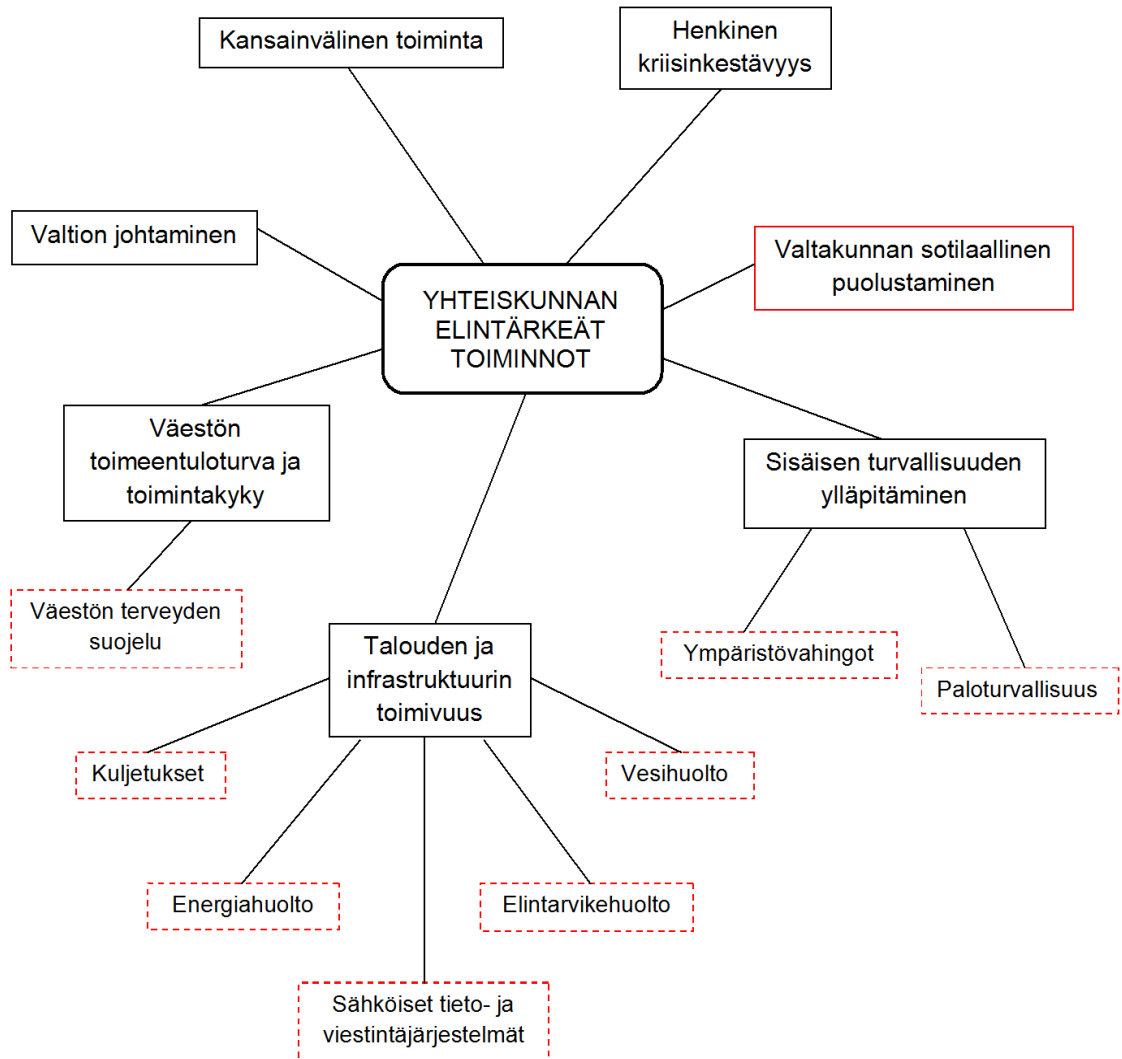 Kansainvälinen toiminta
Henkinen
kriisinkestävyys
Valtion johtaminen
Valtakunnan sotilaallinen
puolustaminen
YHTEISKUNNAN
ELINTÄRKEÄT
TOIMINNOT
Väestön
toimeentuloturva ja
toimintakyky
Sisäisen turvallisuuden
ylläpitäminen
Väestön terveyden
suojelu
Talouden ja
infrastruktuurin
toimivuus
Ympäristövahingot
Paloturvallisuus
Kuljetukset
Vesihuolto
Energiahuolto
Elintarvikehuolto
Sähköiset tieto- ja
viestintäjärjestelmät